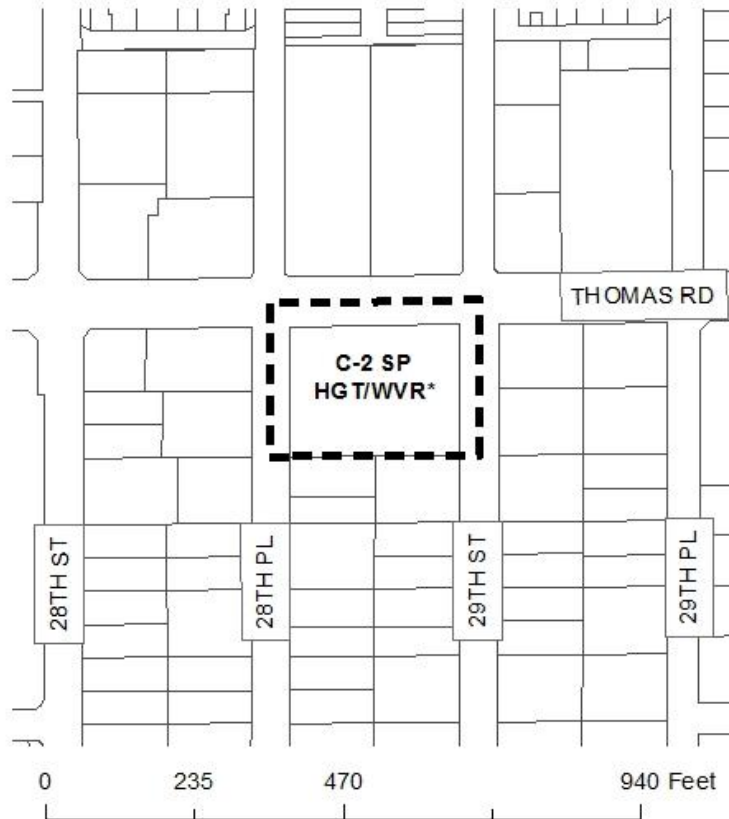 THOMAS RD
C-2 SP
HGT/WVR*
28TH ST
28TH PL
29TH ST
29TH PL
0 235 470 940 Feet